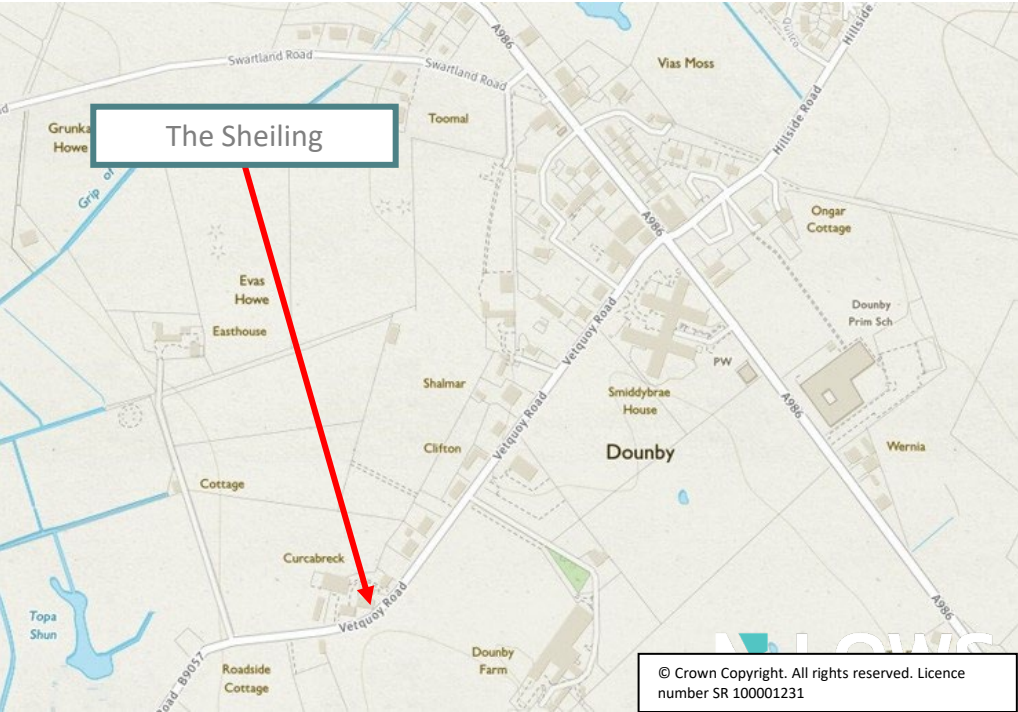 A986
Quilco
Hillside
Swartland Road
Swartland Road
Vias Moss
Hillside Road
Grunka
Howe
The Sheiling
Toomal
Grip of
A986
Ongar
Cottage
Evas
Howe
Easthouse
Dounby
Prim Sch
Vetquoy Road
PW
Shalmar
Smiddybrae
House
A986
Vetquoy Road
Clifton
Dounby
Wernia
Cottage
Curcabreck
Vetquoy Road
A986
Topa
Shun
Roadside
Cottage
Road - B9057
Dounby
Farm
LOWS
© Crown Copyright. All rights reserved. Licence
number SR 100001231